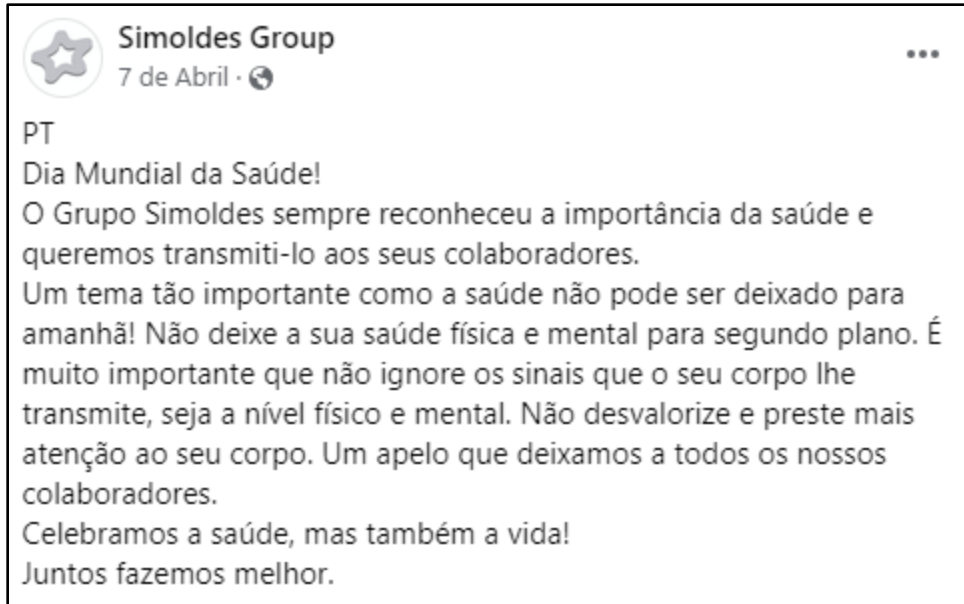 Simoldes Group
7 de Abril ·
PT
Dia Mundial da Saúde!
O Grupo Simoldes sempre reconheceu a importância da saúde e
queremos transmiti-lo aos seus colaboradores.
Um tema tão importante como a saúde não pode ser deixado para
amanhã! Não deixe a sua saúde física e mental para segundo plano. É
muito importante que não ignore os sinais que o seu corpo lhe
transmite, seja a nível físico e mental. Não desvalorize e preste mais
atenção ao seu corpo. Um apelo que deixamos a todos os nossos
colaboradores.
Celebramos a saúde, mas também a vida!
Juntos fazemos melhor.